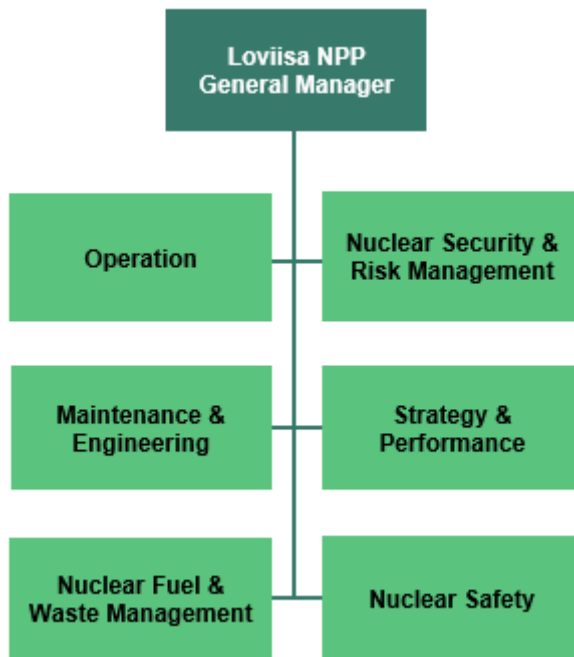 Loviisa NPP
General Manager
Operation
Nuclear Security &
Risk Management
Maintenance &
Engineering
Strategy &
Performance
Nuclear Fuel &
Waste Management
Nuclear Safety